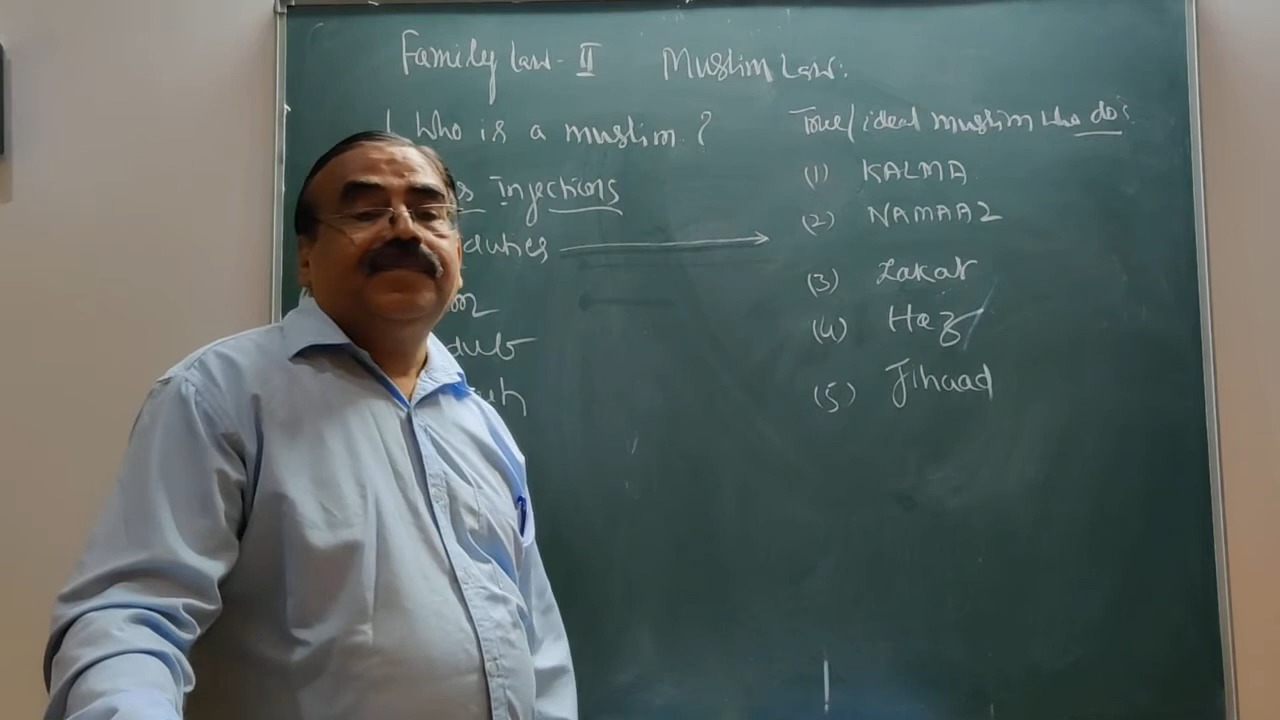 Family Law - II Muslim Law:
1 Who is a muslim ?
Injections
duties
True/ideal muslim who do:
(1) KALMA
(2) NAMAAZ
(3) Zakat
(4) Haz
(5) Jihaad